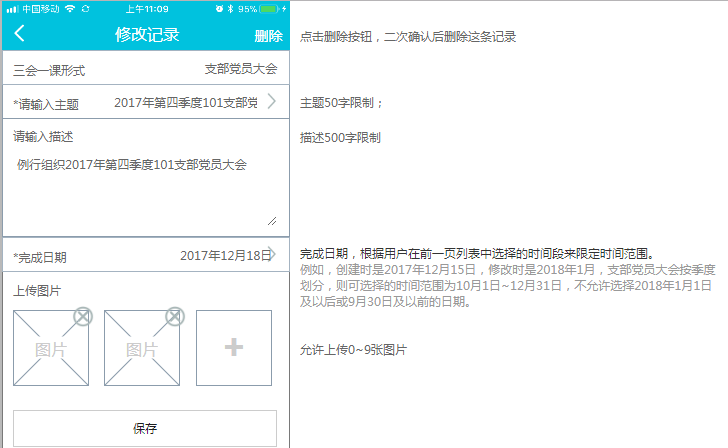 中国移动 上午11:09 95%
修改记录 删除
点击删除按钮，二次确认后删除这条记录
三会一课形式 支部党员大会
*请输入主题 2017年第四季度101支部党
主题50字限制；
请输入描述
描述500字限制
例行组织2017年第四季度101支部党员大会
*完成日期 2017年12月18日
完成日期，根据用户在前一页列表中选择的时间段来限定时间范围。
例如，创建时是2017年12月15日，修改时是2018年1月，支部党员大会按季度
划分，则可选择的时间范围为10月1日~12月31日，不允许选择2018年1月1日
及以后或9月30日及以前的日期。
上传图片
图片 图片 +
允许上传0~9张图片
保存